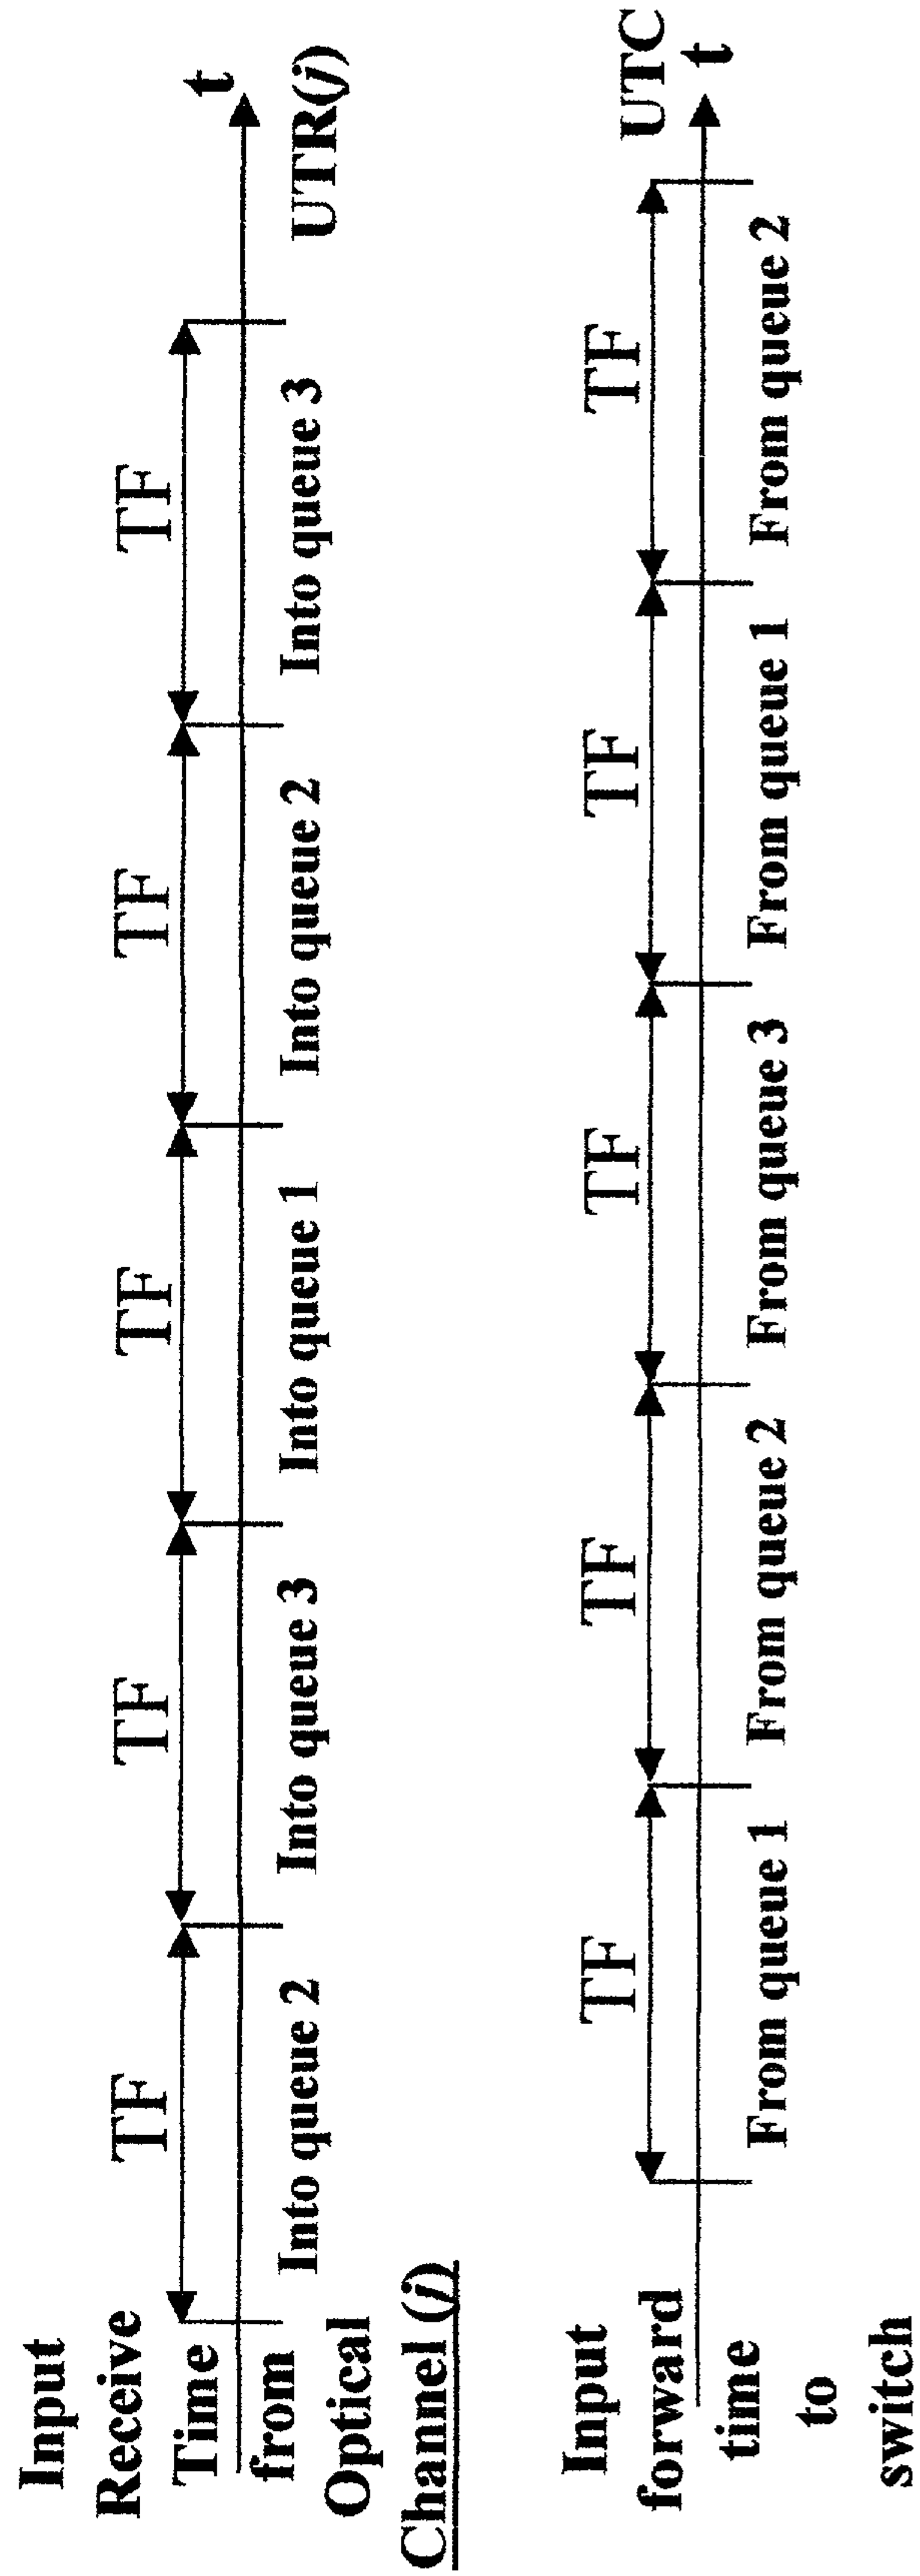 Input
Receive
Time
from
Optical
Channel (j)
TF TF TF TF TF
t
Into queue 2 Into queue 3 Into queue 1 Into queue 2 Into queue 3
UTR(j)
Input
forward
time
to
switch
TF TF TF TF TF
UTC
t
From queue 1 From queue 2 From queue 3 From queue 1 From queue 2